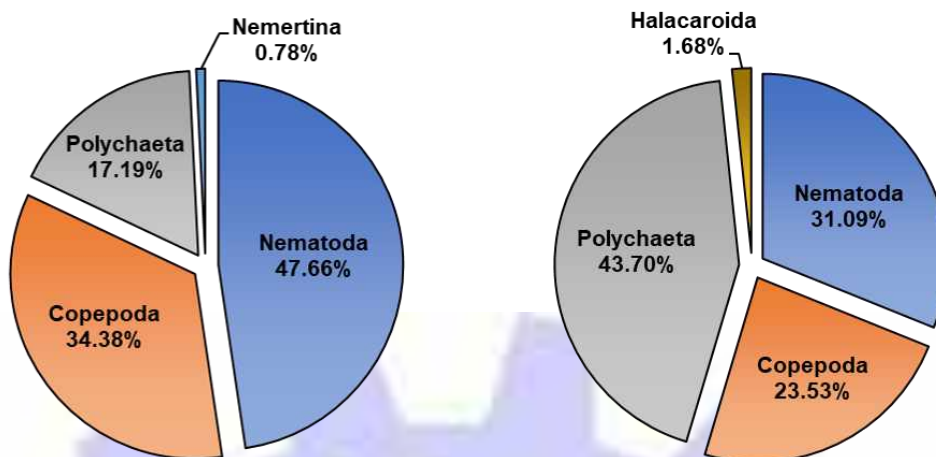 Nemertina
0.78%
Polychaeta
17.19%
Nematoda
47.66%
Copepoda
34.38%
Halacaroida
1.68%
Nematoda
31.09%
Polychaeta
43.70%
Copepoda
23.53%